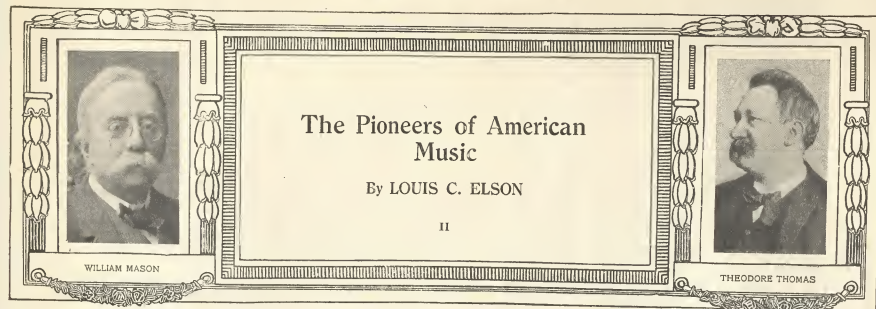 The Pioneers of American
Music
By LOUIS C. ELSON
II
WILLIAM MASON
THEODORE THOMAS